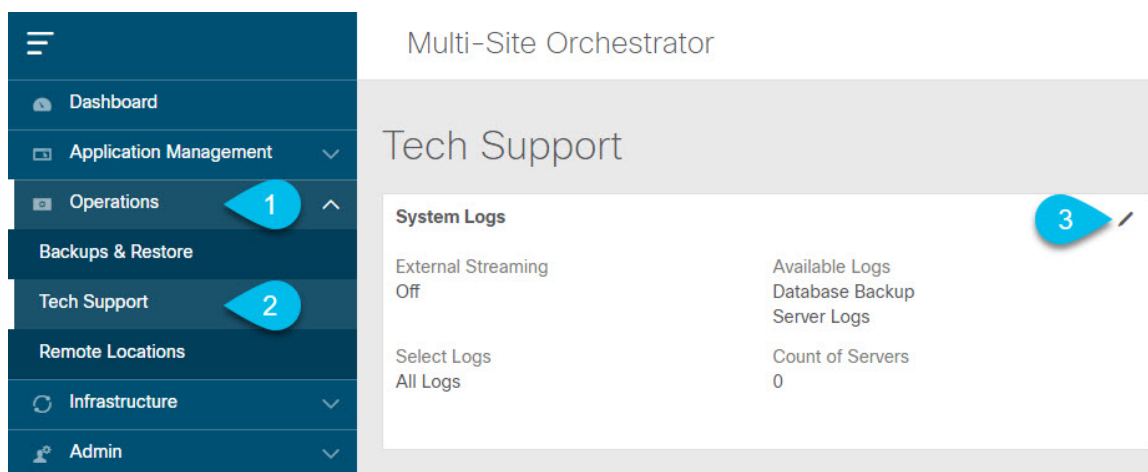 Multi-Site Orchestrator
Dashboard
Application Management
Operations
1
Backups & Restore
Tech Support
2
Remote Locations
Infrastructure
Admin
Tech Support
System Logs
3
External Streaming
Off
Available Logs
Database Backup
Server Logs
Select Logs
All Logs
Count of Servers
0